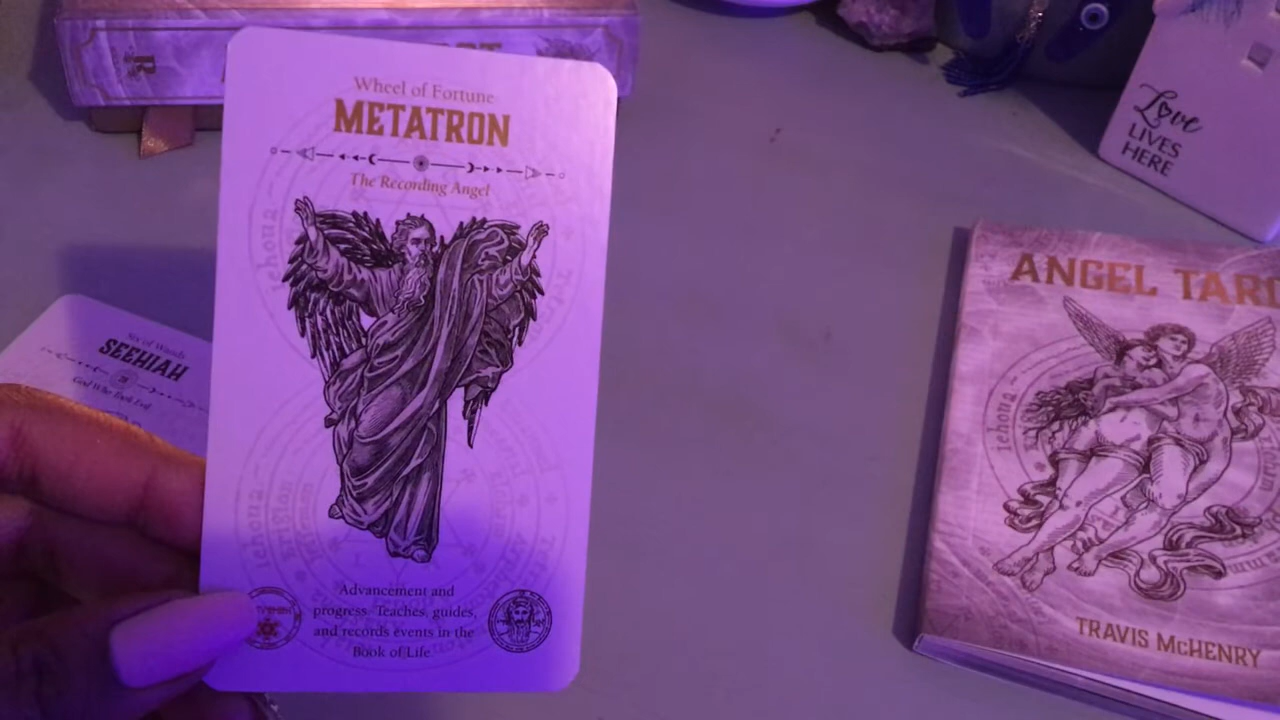 Wheel of Fortune
METATRON
The Recording Angel
Advancement and
progress. Teaches, guides,
and records events in the
Book of Life
Six of Wands
SEEHIAH
Love
LIVES
HERE
ANGEL
TRAVIS McHENRY